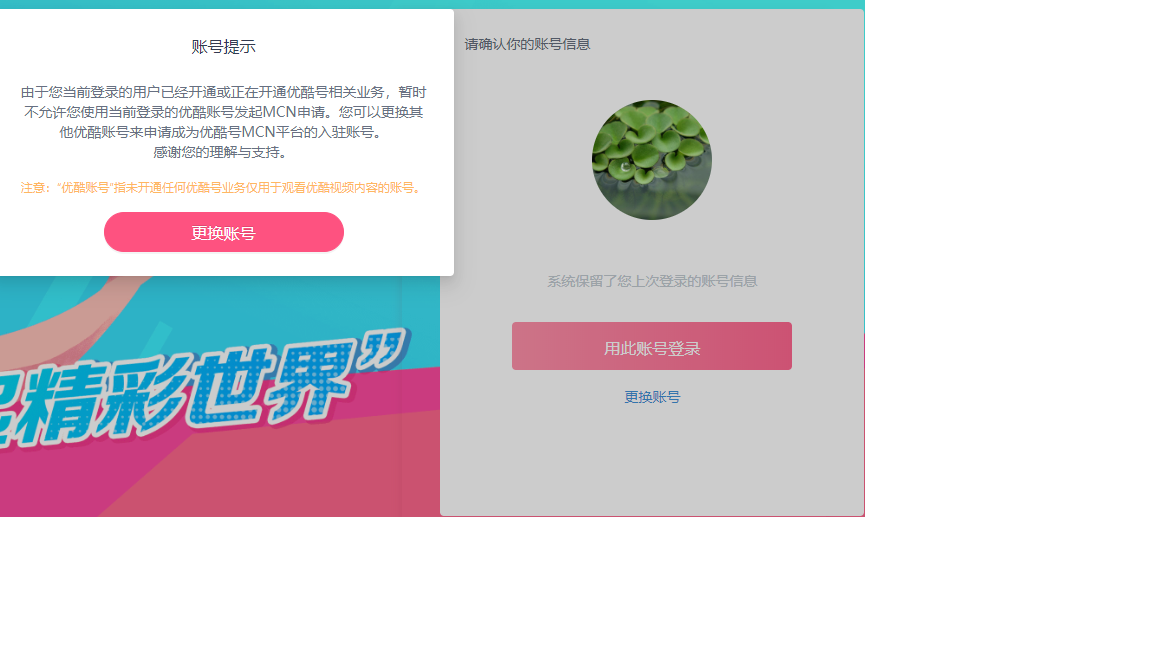 账号提示
由于您当前登录的用户已经开通或正在开通优酷号相关业务，暂时
不允许您使用当前登录的优酷账号发起MCN申请。您可以更换其
他优酷账号来申请成为优酷号MCN平台的入驻账号。
感谢您的理解与支持。
注意：“优酷账号”指未开通任何优酷号业务仅用于观看优酷视频内容的账号。
更换账号
精彩世界”
请确认你的账号信息
系统保留了您上次登录的账号信息
用此账号登录
更换账号